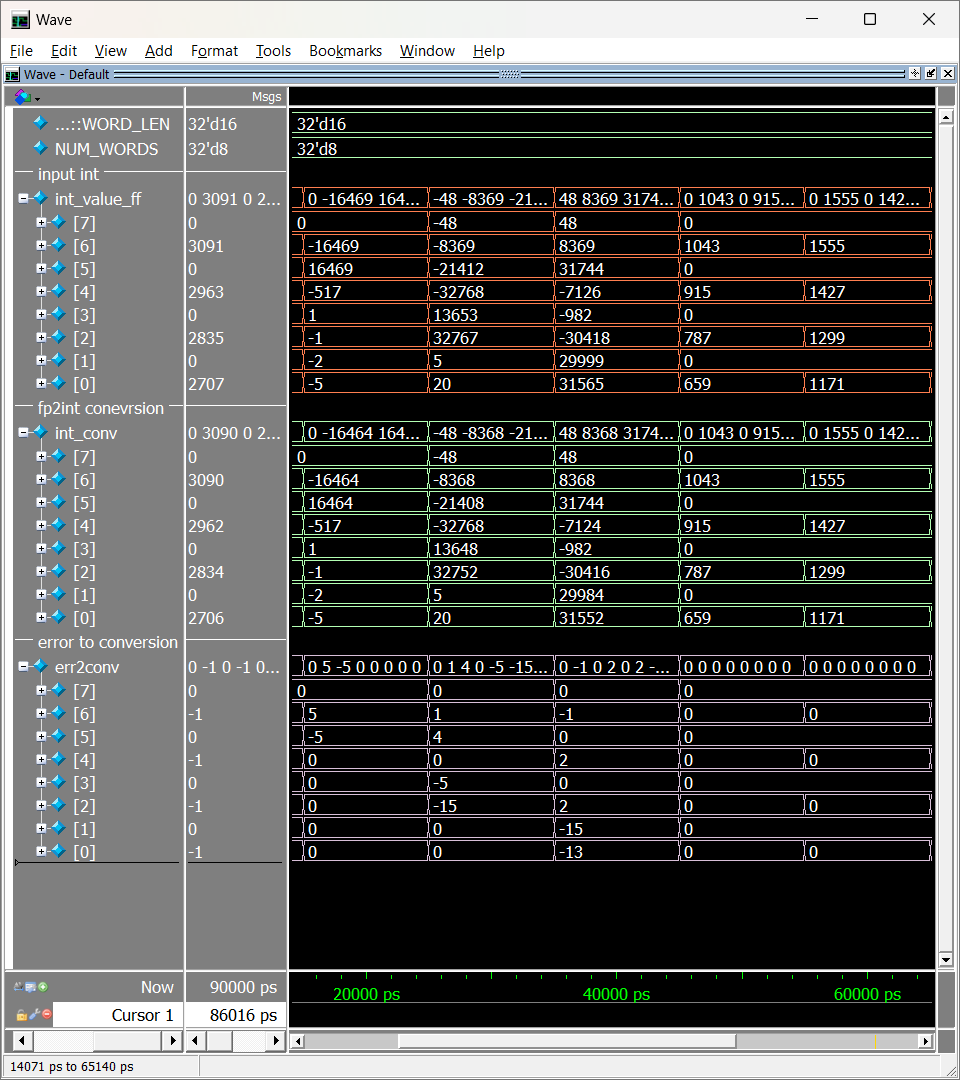 Wave
File Edit View Add Format Tools Bookmarks Window Help
Wave - Default
Msgs
...::WORD_LEN 32'd16 32'd16
NUM_WORDS 32'd8 32'd8
input int
int_value_ff 0 3091 0 2... 0 -16469 164... -48 -8369 -21... 48 8369 3174... 0 1043 0 915... 0 1555 0 142...
[7] 0 0 -48 48 0
[6] 3091 -16469 -8369 8369 1043 1555
[5] 0 16469 -21412 31744 0
[4] 2963 -517 -32768 -7126 915 1427
[3] 0 1 13653 -982 0
[2] 2835 -1 32767 -30418 787 1299
[1] 0 -2 5 29999 0
[0] 2707 -5 20 31565 659 1171
fp2int conevrsion
int_conv 0 3090 0 2... 0 -16464 164... -48 -8368 -21... 48 8368 3174... 0 1043 0 915... 0 1555 0 142...
[7] 0 0 -48 48 0
[6] 3090 -16464 -8368 8368 1043 1555
[5] 0 16464 -21408 31744 0
[4] 2962 -517 -32768 -7124 915 1427
[3] 0 1 13648 -982 0
[2] 2834 -1 32752 -30416 787 1299
[1] 0 -2 5 29984 0
[0] 2706 -5 20 31552 659 1171
error to conversion
err2conv 0 -1 0 -1 0... 0 5 -5 0 0 0 0 0 0 1 4 0 -5 -15... 0 -1 0 2 0 2 -... 0 0 0 0 0 0 0 0 0 0 0 0 0 0 0 0
[7] 0 0 0 0 0
[6] -1 5 1 -1 0 0
[5] 0 -5 4 0 0
[4] -1 0 0 2 0 0
[3] 0 0 -5 0 0
[2] -1 0 -15 2 0 0
[1] 0 0 0 -15 0
[0] -1 0 0 -13 0 0
Now 90000 ps 20000 ps 40000 ps 60000 ps
Cursor 1 86016 ps
14071 ps to 65140 ps